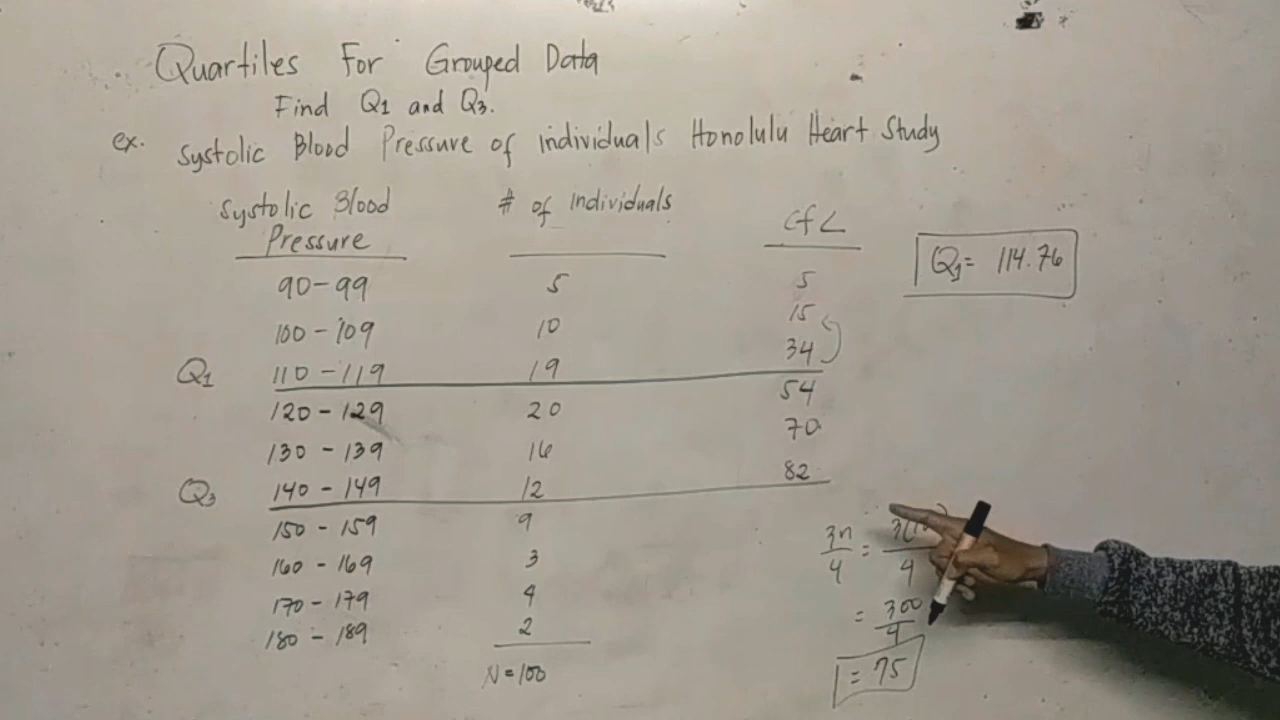 Quartiles For Grouped Data
Find Q1 and Q3.
ex. Systolic Blood Pressure of individuals Honolulu Heart Study
Systolic Blood Pressure # of Individuals cf<
90-99 5 5
100-109 10 15
Q1 110-119 19 34
120-129 20 54
130-139 16 70
Q3 140-149 12 82
150-159 9
160-169 3
170-179 4
180-189 2
N=100
Q1= 114.76
3n/4 = 3(1 /4
= 300/4
= 75